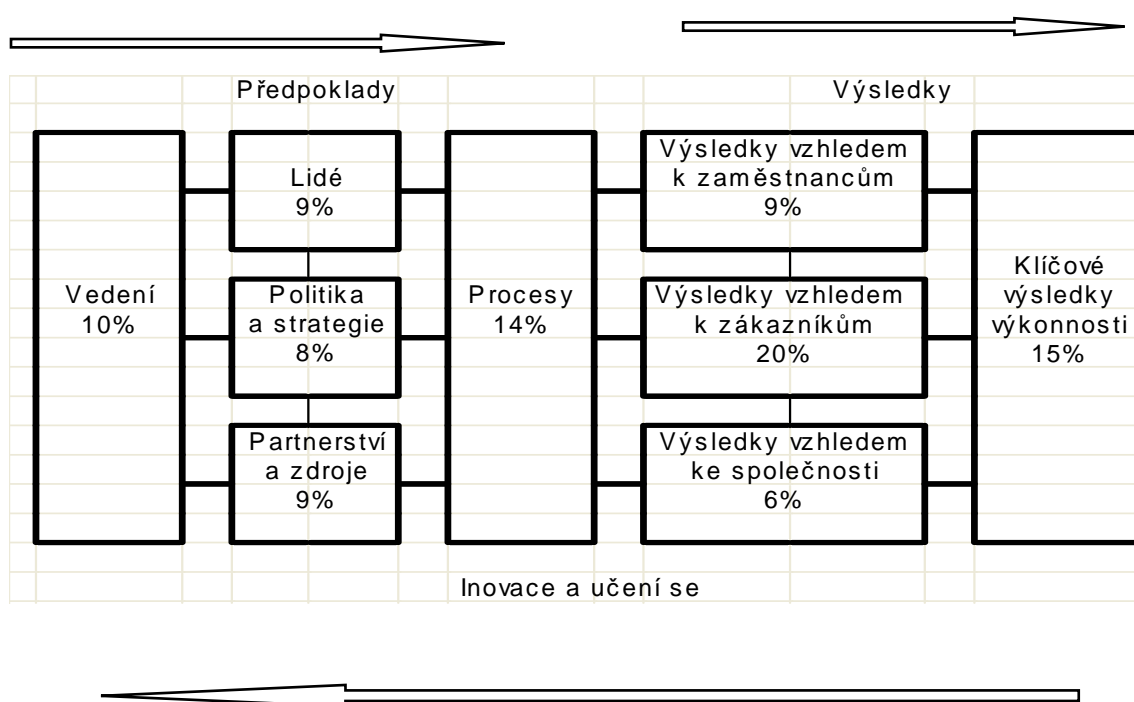 Předpoklady
Výsledky
Vedení
10%
Lidé
9%
Politika
a strategie
8%
Partnerství
a zdroje
9%
Procesy
14%
Výsledky vzhledem
k zaměstnancům
9%
Výsledky vzhledem
k zákazníkům
20%
Výsledky vzhledem
ke společnosti
6%
Klíčové
výsledky
výkonnosti
15%
Inovace a učení se